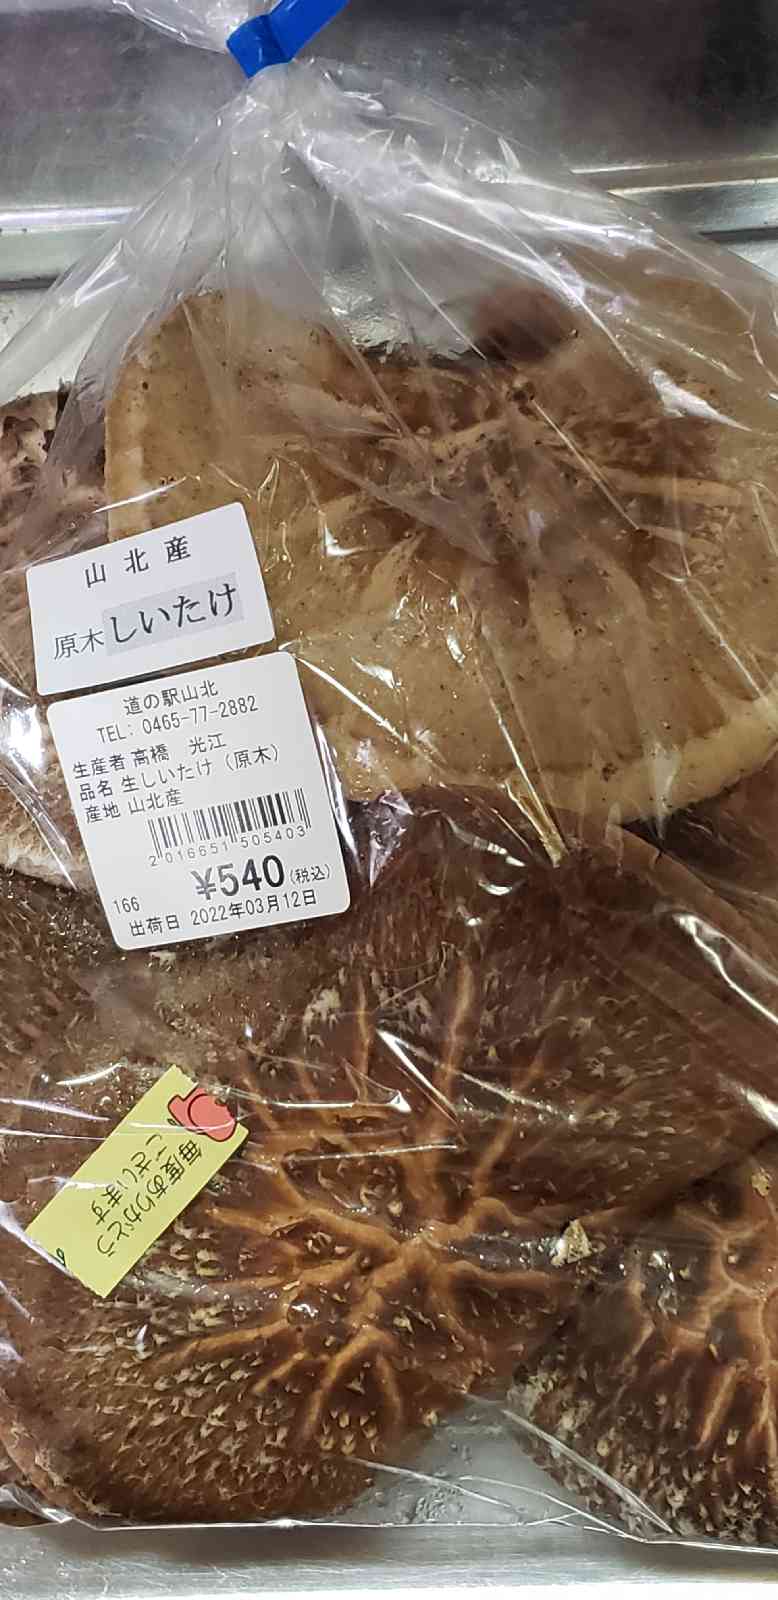 山北産
原木しいたけ
道の駅山北
TEL: 0465-77-2882
生産者 高橋 光江
品名 生しいたけ (原木)
産地 山北産
2 016651 505403
¥540(税込)
166
出荷日 2022年03月12日
毎度ありがとう
ございます